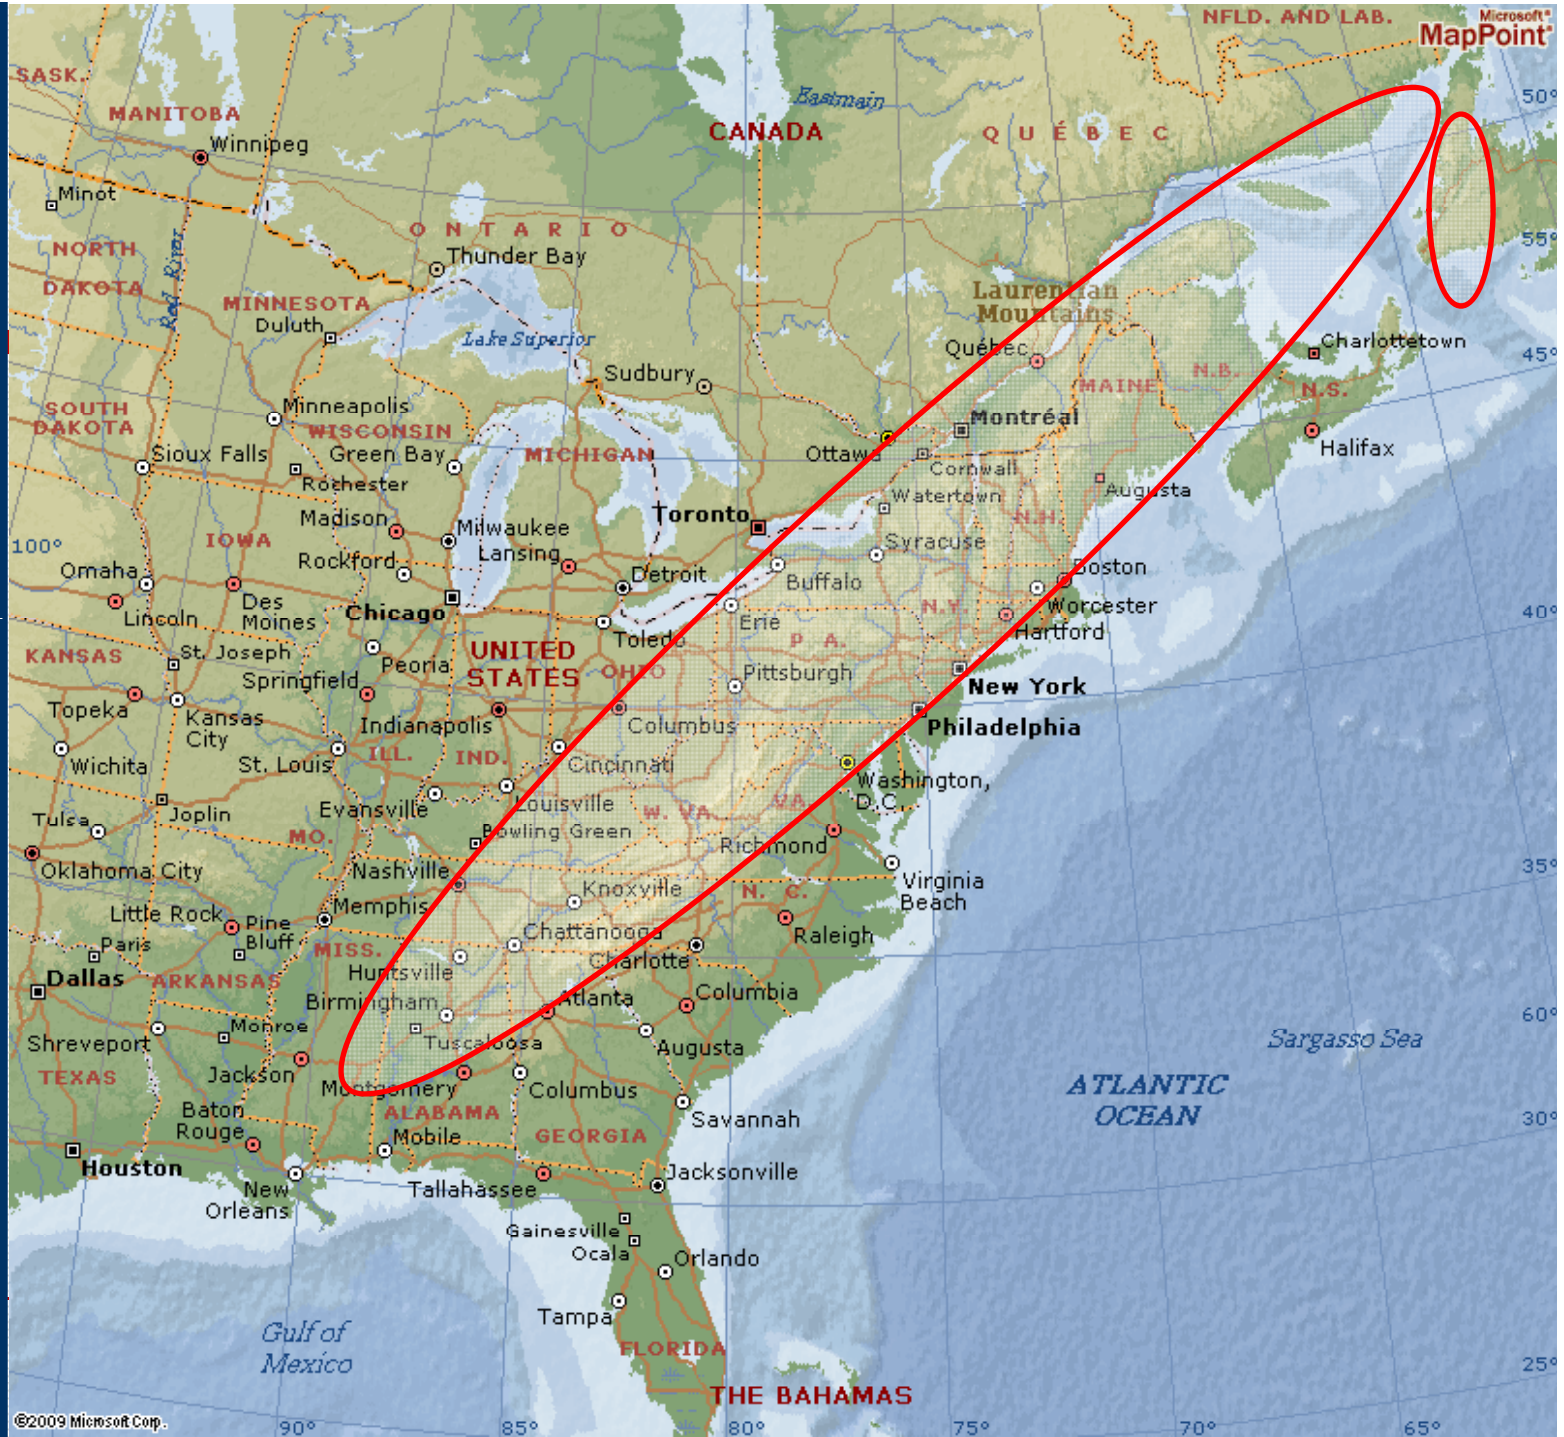 NFLD. AND LAB.
Microsoft®
MapPoint®
SASK.
MANITOBA
Winnipeg
Eastmain
CANADA
QUÉBEC
50°
Minot
NORTH
DAKOTA
Red River
ONTARIO
Thunder Bay
55°
MINNESOTA
Duluth
Lake Superior
Laurentian
Mountains
Québec
Charlottetown
45°
Sudbury
MAINE
N.B.
N.S.
SOUTH
DAKOTA
Minneapolis
WISCONSIN
Green Bay
MICHIGAN
Montréal
Halifax
Sioux Falls
Rochester
Ottawa
Cornwall
Augusta
Watertown
Madison
Milwaukee
Toronto
N.H.
100°
IOWA
Rockford
Lansing
Syracuse
Omaha
Detroit
Buffalo
Boston
Lincoln
Des
Moines
Chicago
Erie
N.Y.
Worcester
40°
Toledo
P A.
Hartford
KANSAS
St. Joseph
Peoria
UNITED
STATES
OHIO
Pittsburgh
Springfield
New York
Topeka
Kansas
City
Indianapolis
Columbus
Philadelphia
Wichita
St. Louis
ILL.
IND.
Cincinnati
Washington,
D.C
Joplin
Evansville
Louisville
W. VA.
VA.
Tulsa
MO.
Bowling Green
Richmond
Oklahoma City
Nashville
Knoxville
N. C.
Virginia
Beach
35°
Little Rock
Pine
Bluff
Memphis
Raleigh
Paris
MISS.
Chattanooga
Charlotte
Dallas
ARKANSAS
Huntsville
Birmingham
Atlanta
Columbia
60°
Shreveport
Monroe
Tuscaloosa
Augusta
Sargasso Sea
TEXAS
Jackson
Montgomery
Columbus
ATLANTIC
OCEAN
Baton
Rouge
ALABAMA
Mobile
GEORGIA
Savannah
30°
Houston
New
Orleans
Tallahassee
Jacksonville
Gainesville
Ocala
Orlando
Tampa
Gulf of
Mexico
FLORIDA
25°
THE BAHAMAS
©2009 Microsoft Corp.
90°
85°
80°
75°
70°
65°